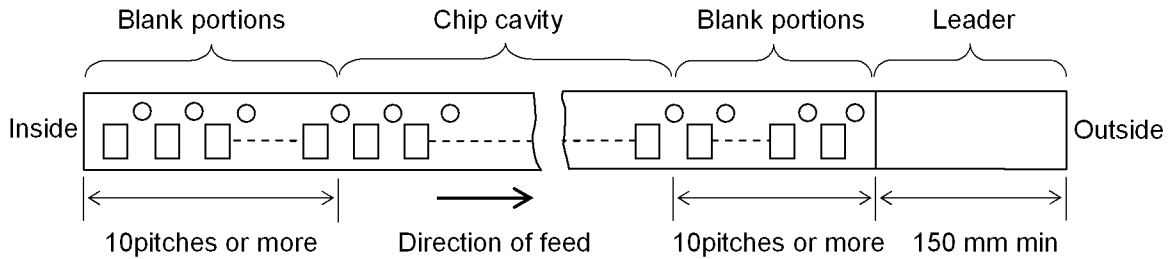 Blank portions Chip cavity Blank portions Leader
Inside Outside
10pitches or more Direction of feed 10pitches or more 150 mm min